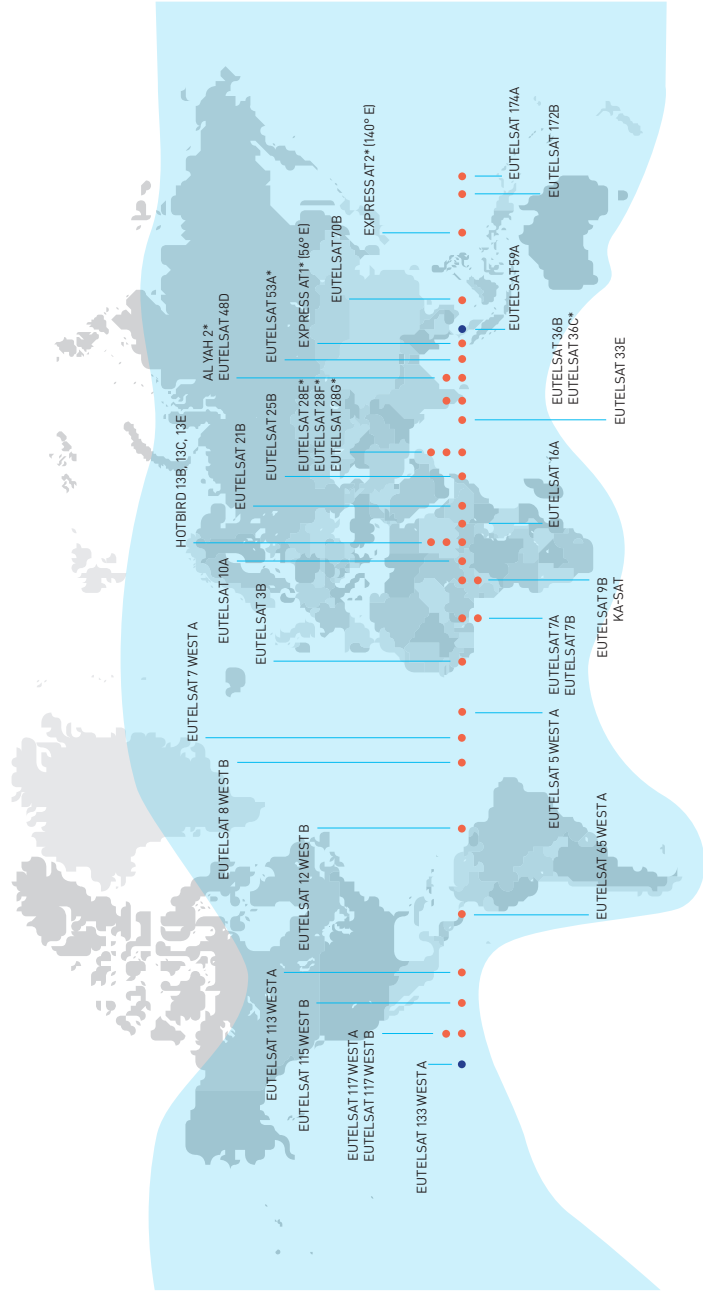 EUTELSAT 133 WEST A
EUTELSAT 117 WEST A
EUTELSAT 117 WEST B
EUTELSAT 115 WEST B
EUTELSAT 113 WEST A
EUTELSAT 65 WEST A
EUTELSAT 12 WEST B
EUTELSAT 8 WEST B
EUTELSAT 7 WEST A
EUTELSAT 5 WEST A
EUTELSAT 3B
EUTELSAT 7A
EUTELSAT 7B
EUTELSAT 9B
KA-SAT
EUTELSAT 10A
HOTBIRD 13B, 13C, 13E
EUTELSAT 16A
EUTELSAT 21B
EUTELSAT 25B
EUTELSAT 28E*
EUTELSAT 28F*
EUTELSAT 28G*
EUTELSAT 33E
EUTELSAT 36B
EUTELSAT 36C*
AL YAH 2*
EUTELSAT 48D
EUTELSAT 53A*
EXPRESS AT1* (56° E)
EUTELSAT 59A
EUTELSAT 70B
EXPRESS AT2* (140° E)
EUTELSAT 172B
EUTELSAT 174A